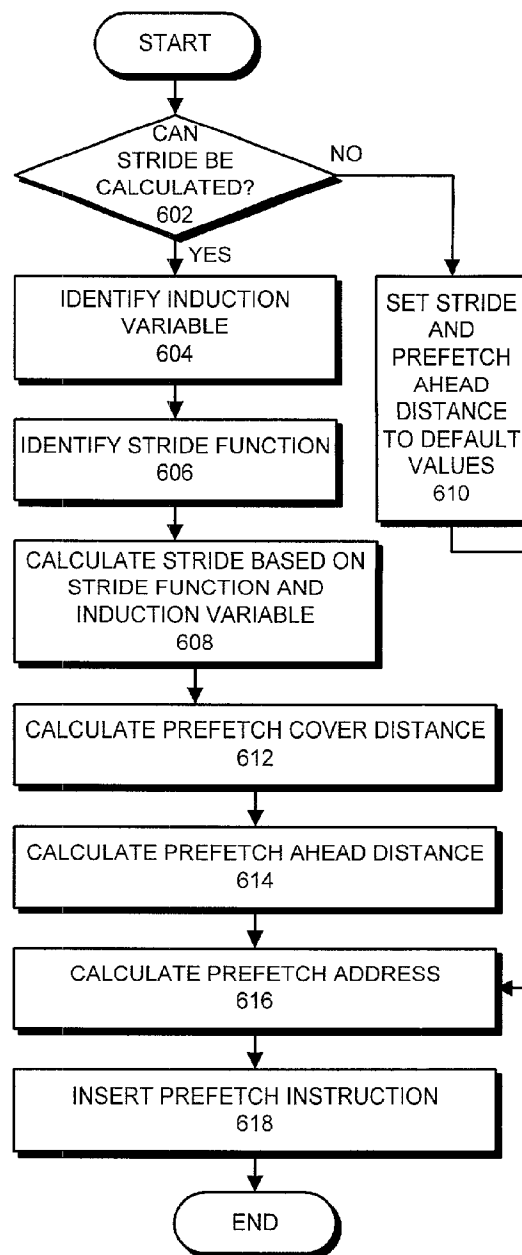 START
CAN
STRIDE BE
CALCULATED?
602
NO
YES
IDENTIFY INDUCTION
VARIABLE
604
SET STRIDE
AND
PREFETCH
AHEAD
DISTANCE
TO DEFAULT
VALUES
610
IDENTIFY STRIDE FUNCTION
606
CALCULATE STRIDE BASED ON
STRIDE FUNCTION AND
INDUCTION VARIABLE
608
CALCULATE PREFETCH COVER DISTANCE
612
CALCULATE PREFETCH AHEAD DISTANCE
614
CALCULATE PREFETCH ADDRESS
616
INSERT PREFETCH INSTRUCTION
618
END